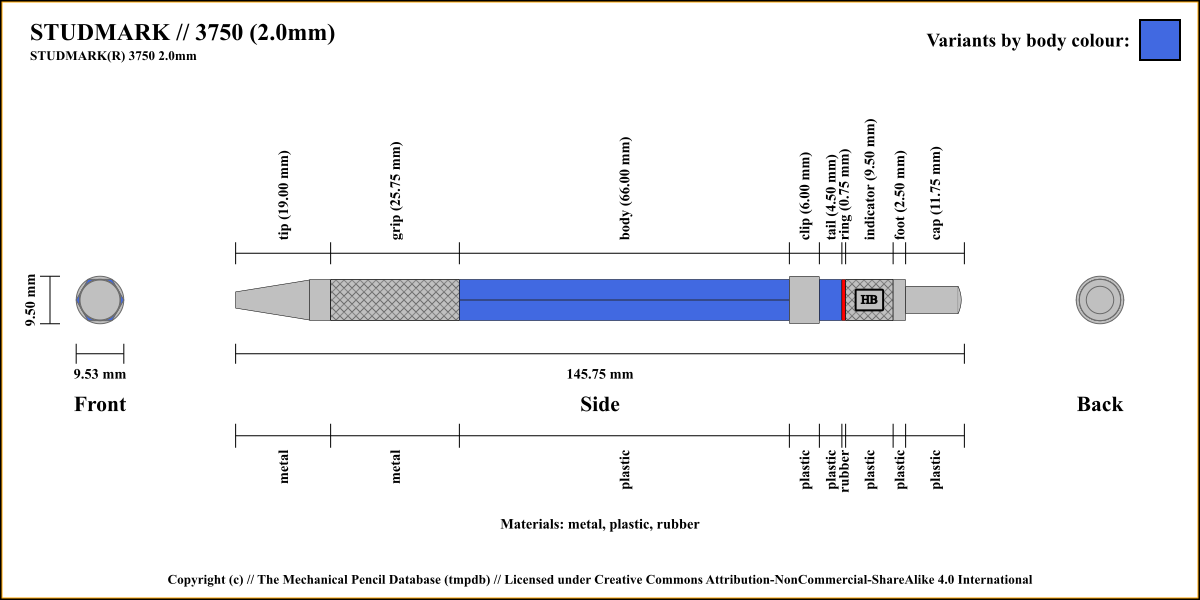 STUDMARK // 3750 (2.0mm)
STUDMARK(R) 3750 2.0mm
Variants by body colour:
tip (19.00 mm)
grip (25.75 mm)
body (66.00 mm)
clip (6.00 mm)
tail (4.50 mm)
ring (0.75 mm)
indicator (9.50 mm)
foot (2.50 mm)
cap (11.75 mm)
9.50 mm
HB
9.53 mm
145.75 mm
Front
Side
Back
metal
metal
plastic
plastic
plastic
rubber
plastic
plastic
plastic
Materials: metal, plastic, rubber
Copyright (c) // The Mechanical Pencil Database (tmpdb) // Licensed under Creative Commons Attribution-NonCommercial-ShareAlike 4.0 International